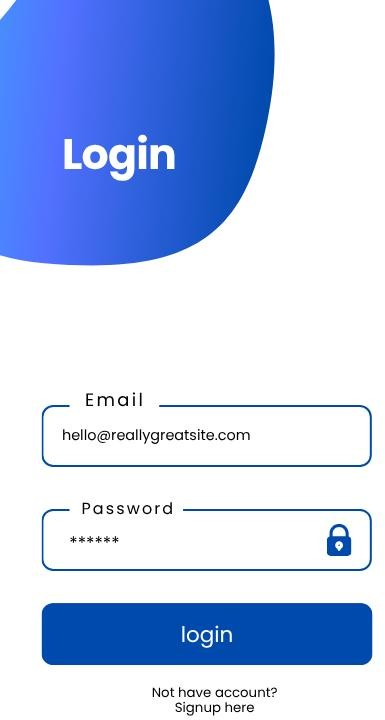 Login
Email
hello@reallygreatsite.com
Password
******
login
Not have account?
Signup here